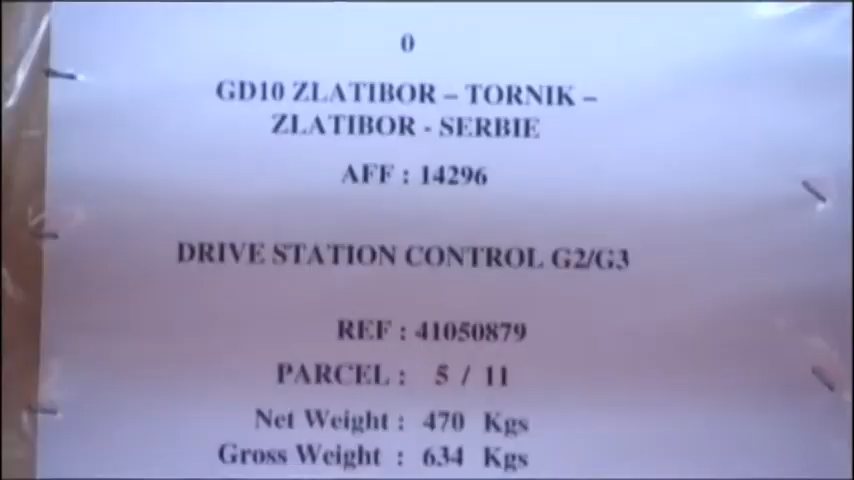 0
GD10 ZLATIBOR – TORNIK –
ZLATIBOR - SERBIE
AFF : 14296
DRIVE STATION CONTROL G2/G3
REF : 41050879
PARCEL : 5 / 11
Net Weight : 470 Kgs
Gross Weight : 634 Kgs